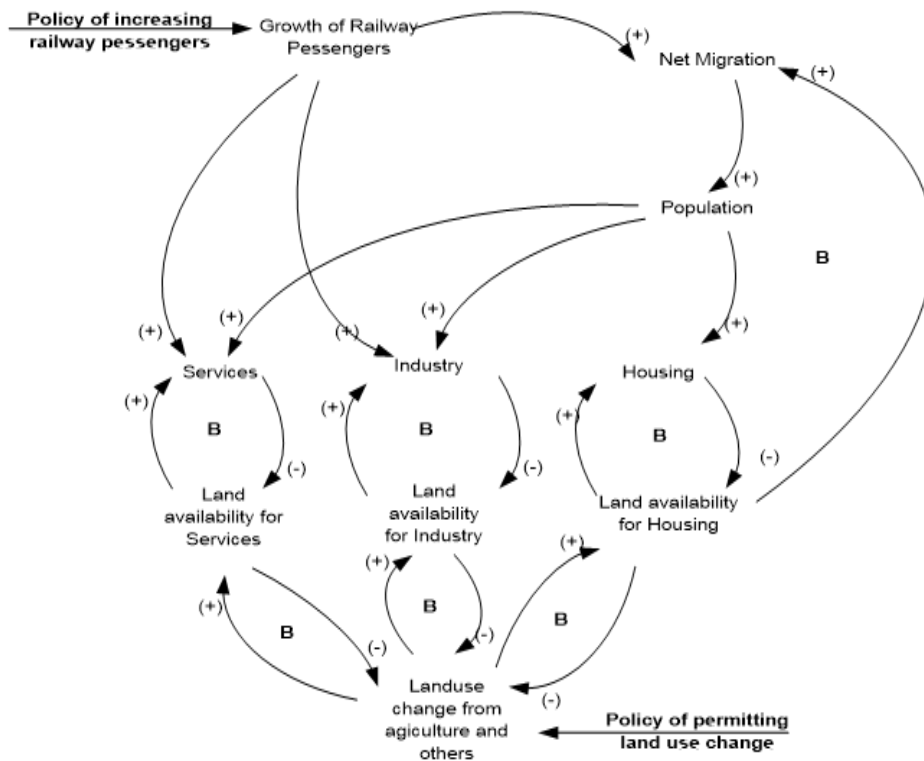 Policy of increasing
railway pessengers
Growth of Railway
Pessengers
(+)
Net Migration
(+)
(+)
Population
B
(+)
(+)
(+)
(+)
(+)
Services
Industry
Housing
(+)
B
(-)
(+)
B
(-)
(+)
B
(-)
Land
availability for
Services
Land
availability
for Industry
Land availability
for Housing
(+)
B
(-)
(+)
B
(-)
(+)
B
(-)
Landuse
change from
agiculture and
others
Policy of permitting
land use change